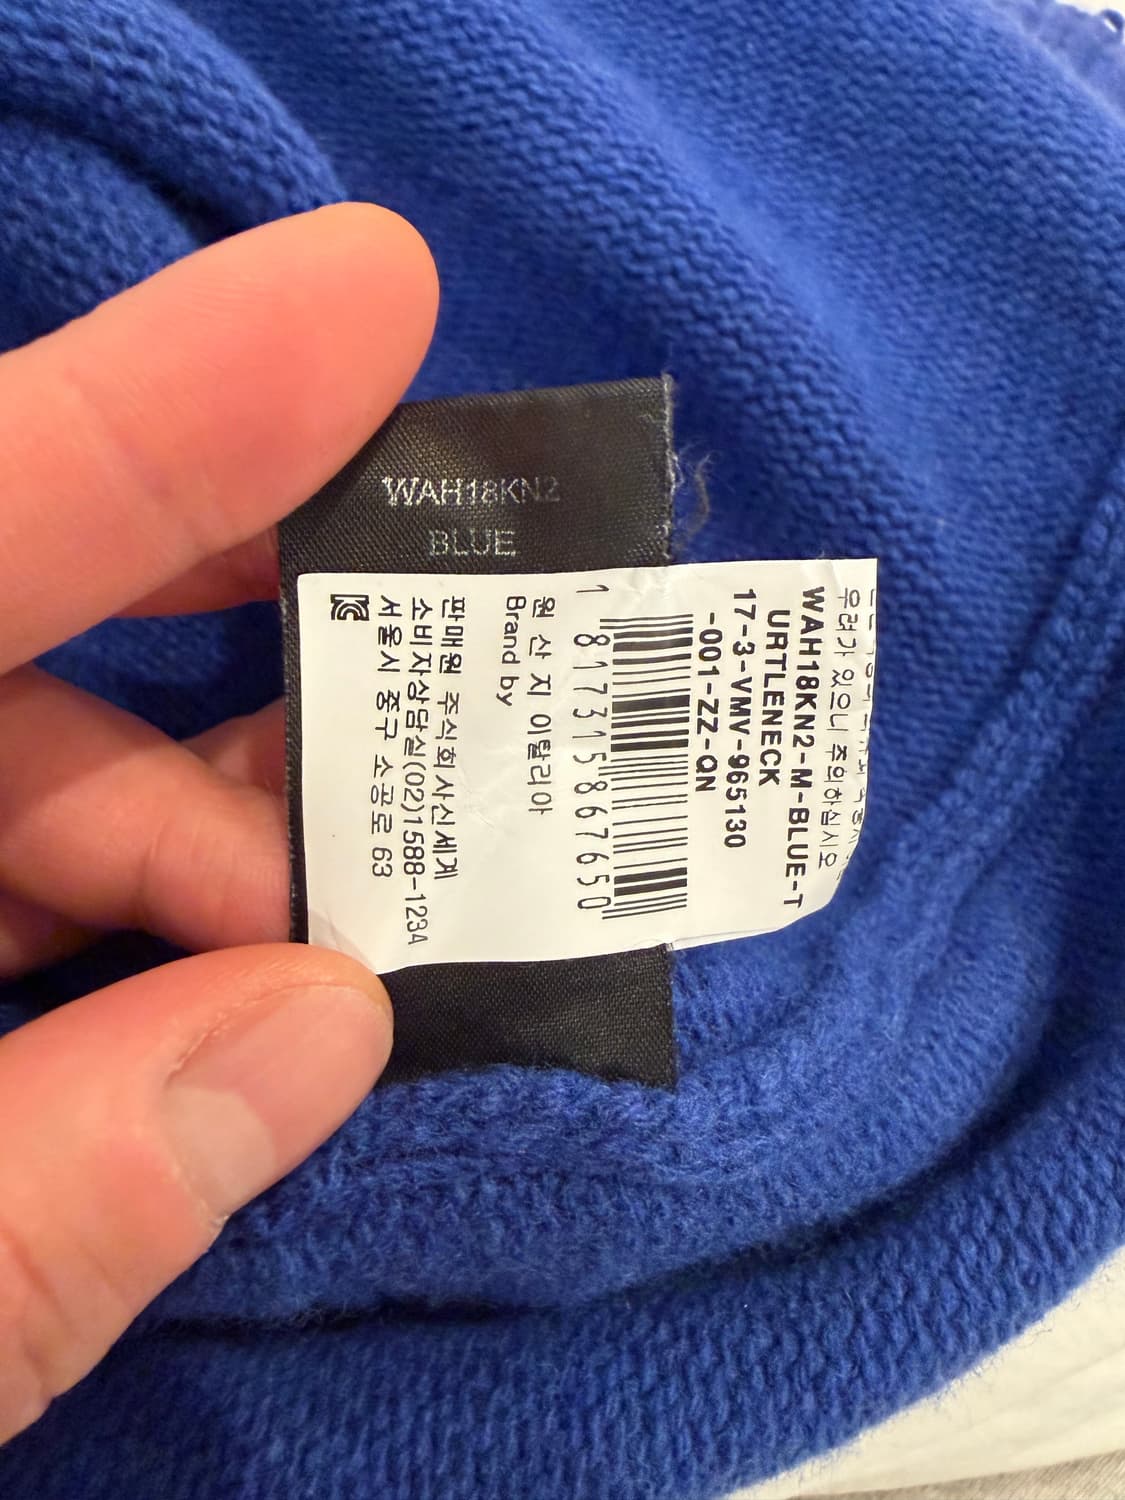 WAH18KN2
BLUE
우려가 있으니 주의하십시오
WAH18KN2-M-BLUE-T
URTLENECK
17-3-VMV-965130
-001-ZZ-QN
1 817315867650
원 산 지 이탈리아
Brand by
판매원 주식회사신세계
소비자상담실(02)1588-1234
서울시 중구 소공로 63